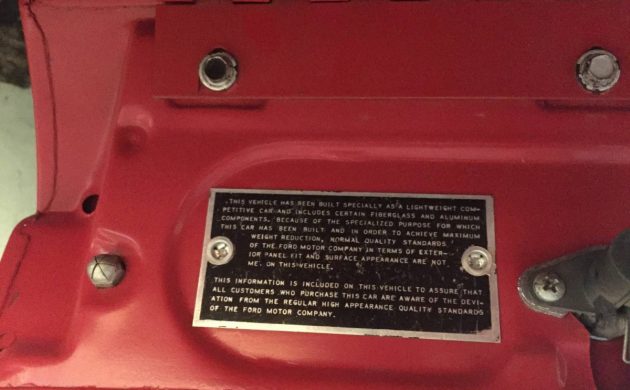 THIS VEHICLE HAS BEEN BUILT SPECIALLY AS A LIGHTWEIGHT COM-
PETITIVE CAR AND INCLUDES CERTAIN FIBERGLASS AND ALUMINUM
COMPONENTS. BECAUSE OF THE SPECIALIZED PURPOSE FOR WHICH
THIS CAR HAS BEEN BUILT AND IN ORDER TO ACHIEVE MAXIMUM
WEIGHT REDUCTION, NORMAL QUALITY STANDARDS
OF THE FORD MOTOR COMPANY IN TERMS OF EXTER-
IOR PANEL FIT AND SURFACE APPEARANCE ARE NOT
MET ON THIS VEHICLE.
THIS INFORMATION IS INCLUDED ON THIS VEHICLE TO ASSURE THAT
ALL CUSTOMERS WHO PURCHASE THIS CAR ARE AWARE OF THE DEVI-
ATION FROM THE REGULAR HIGH APPEARANCE QUALITY STANDARDS
OF THE FORD MOTOR COMPANY.